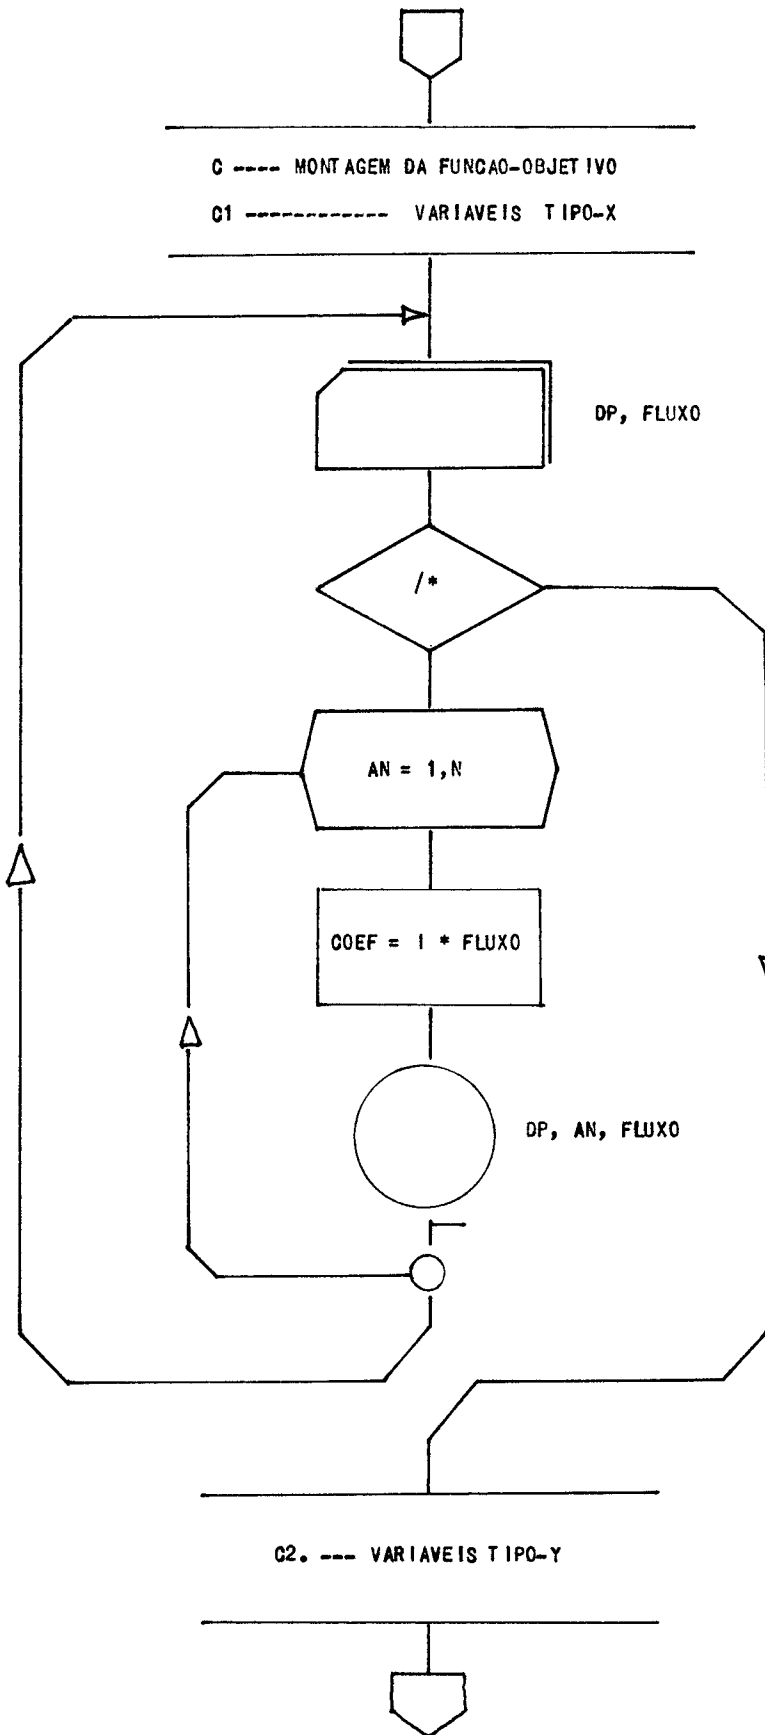 C ---- MONTAGEM DA FUNCAO-OBJETIVO
C1 ------------ VARIAVEIS TIPO-X
DP, FLUXO
/*
AN = 1,N
COEF = 1 * FLUXO
DP, AN, FLUXO
C2. --- VARIAVEIS TIPO-Y